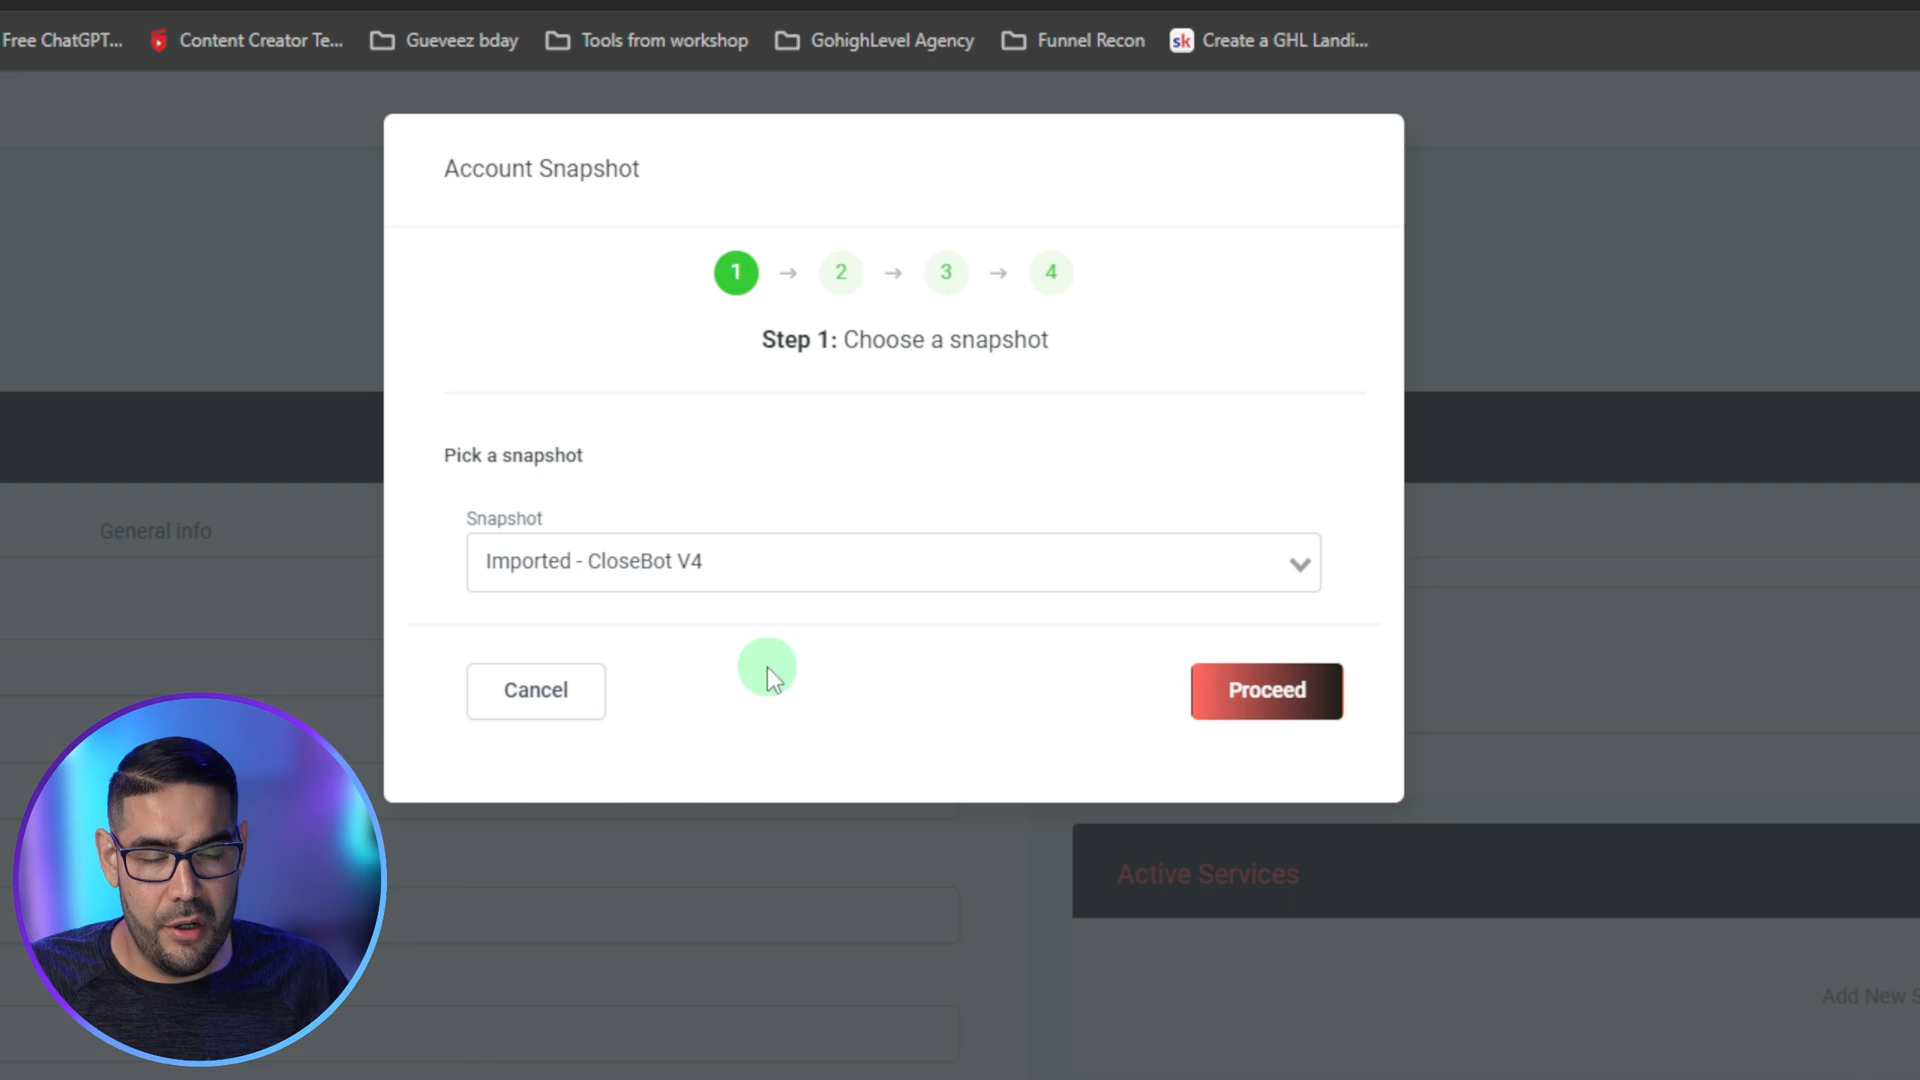 Free ChatGPT...
Content Creator Te...
Gueveez bday
Tools from workshop
GohighLevel Agency
Funnel Recon
sk
Create a GHL Landi...
Account Snapshot
1 → 2 → 3 → 4
Step 1: Choose a snapshot
Pick a snapshot
General info
Snapshot
Imported - CloseBot V4
Cancel
Proceed
Active Services
Add New S